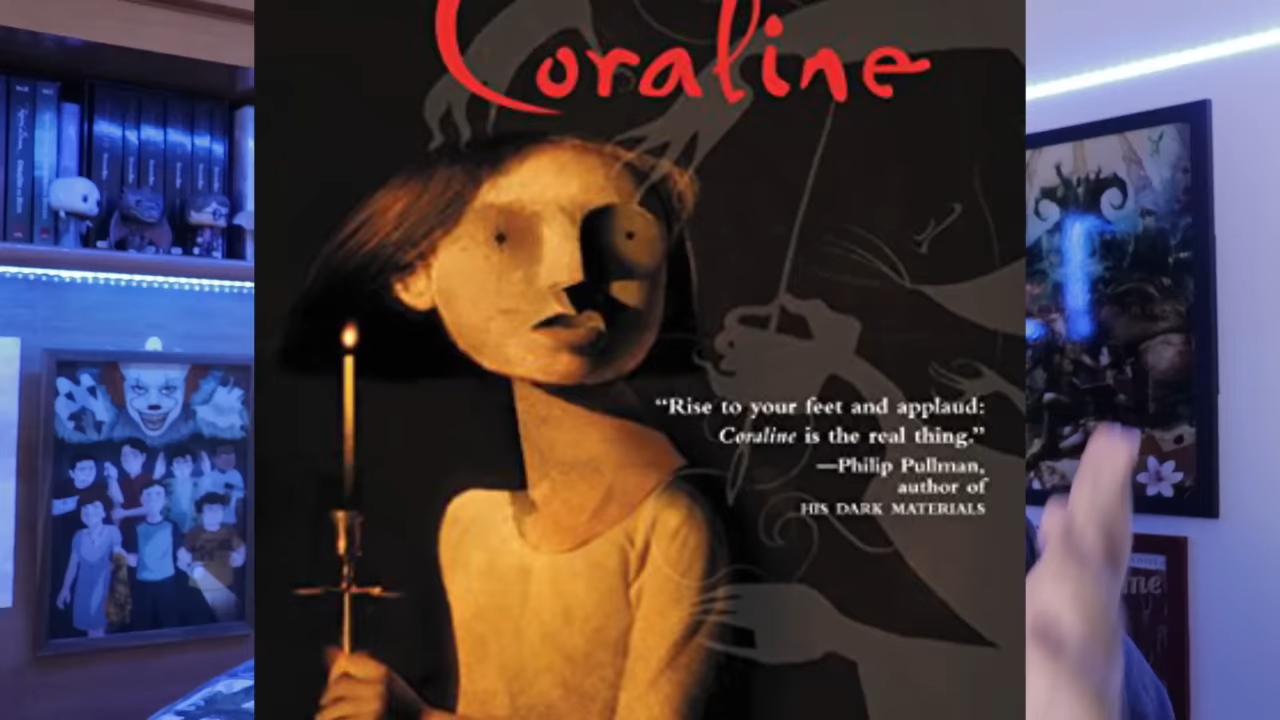 Coraline
“Rise to your feet and applaud:
Coraline is the real thing.”
—Philip Pullman,
author of
HIS DARK MATERIALS
me